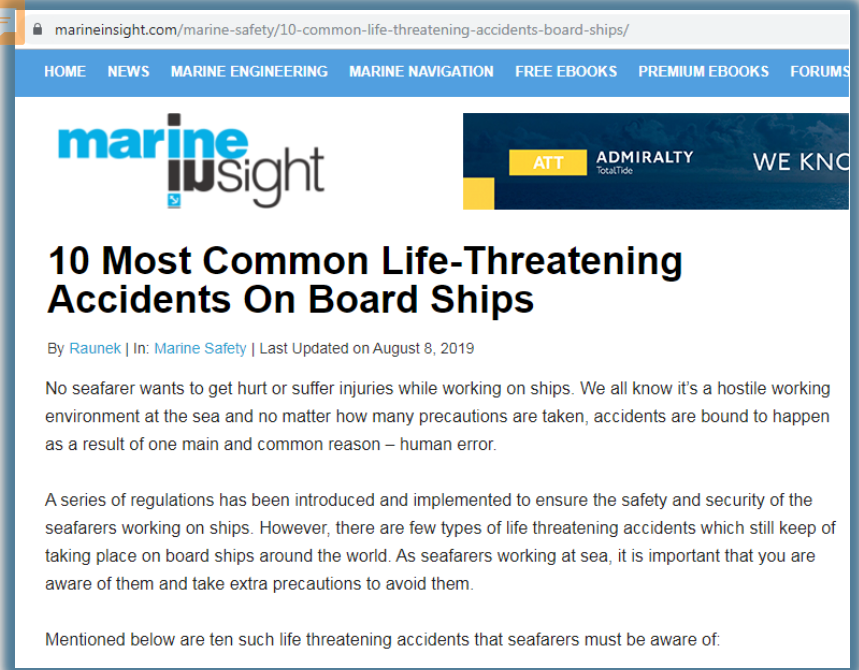 marineinsight.com/marine-safety/10-common-life-threatening-accidents-board-ships/
HOME NEWS MARINE ENGINEERING MARINE NAVIGATION FREE EBOOKS PREMIUM EBOOKS FORUMS
marine
insight
ATT ADMIRALTY TotalTide WE KNO
10 Most Common Life-Threatening
Accidents On Board Ships
By Raunek | In: Marine Safety | Last Updated on August 8, 2019
No seafarer wants to get hurt or suffer injuries while working on ships. We all know it’s a hostile working
environment at the sea and no matter how many precautions are taken, accidents are bound to happen
as a result of one main and common reason – human error.
A series of regulations has been introduced and implemented to ensure the safety and security of the
seafarers working on ships. However, there are few types of life threatening accidents which still keep of
taking place on board ships around the world. As seafarers working at sea, it is important that you are
aware of them and take extra precautions to avoid them.
Mentioned below are ten such life threatening accidents that seafarers must be aware of: